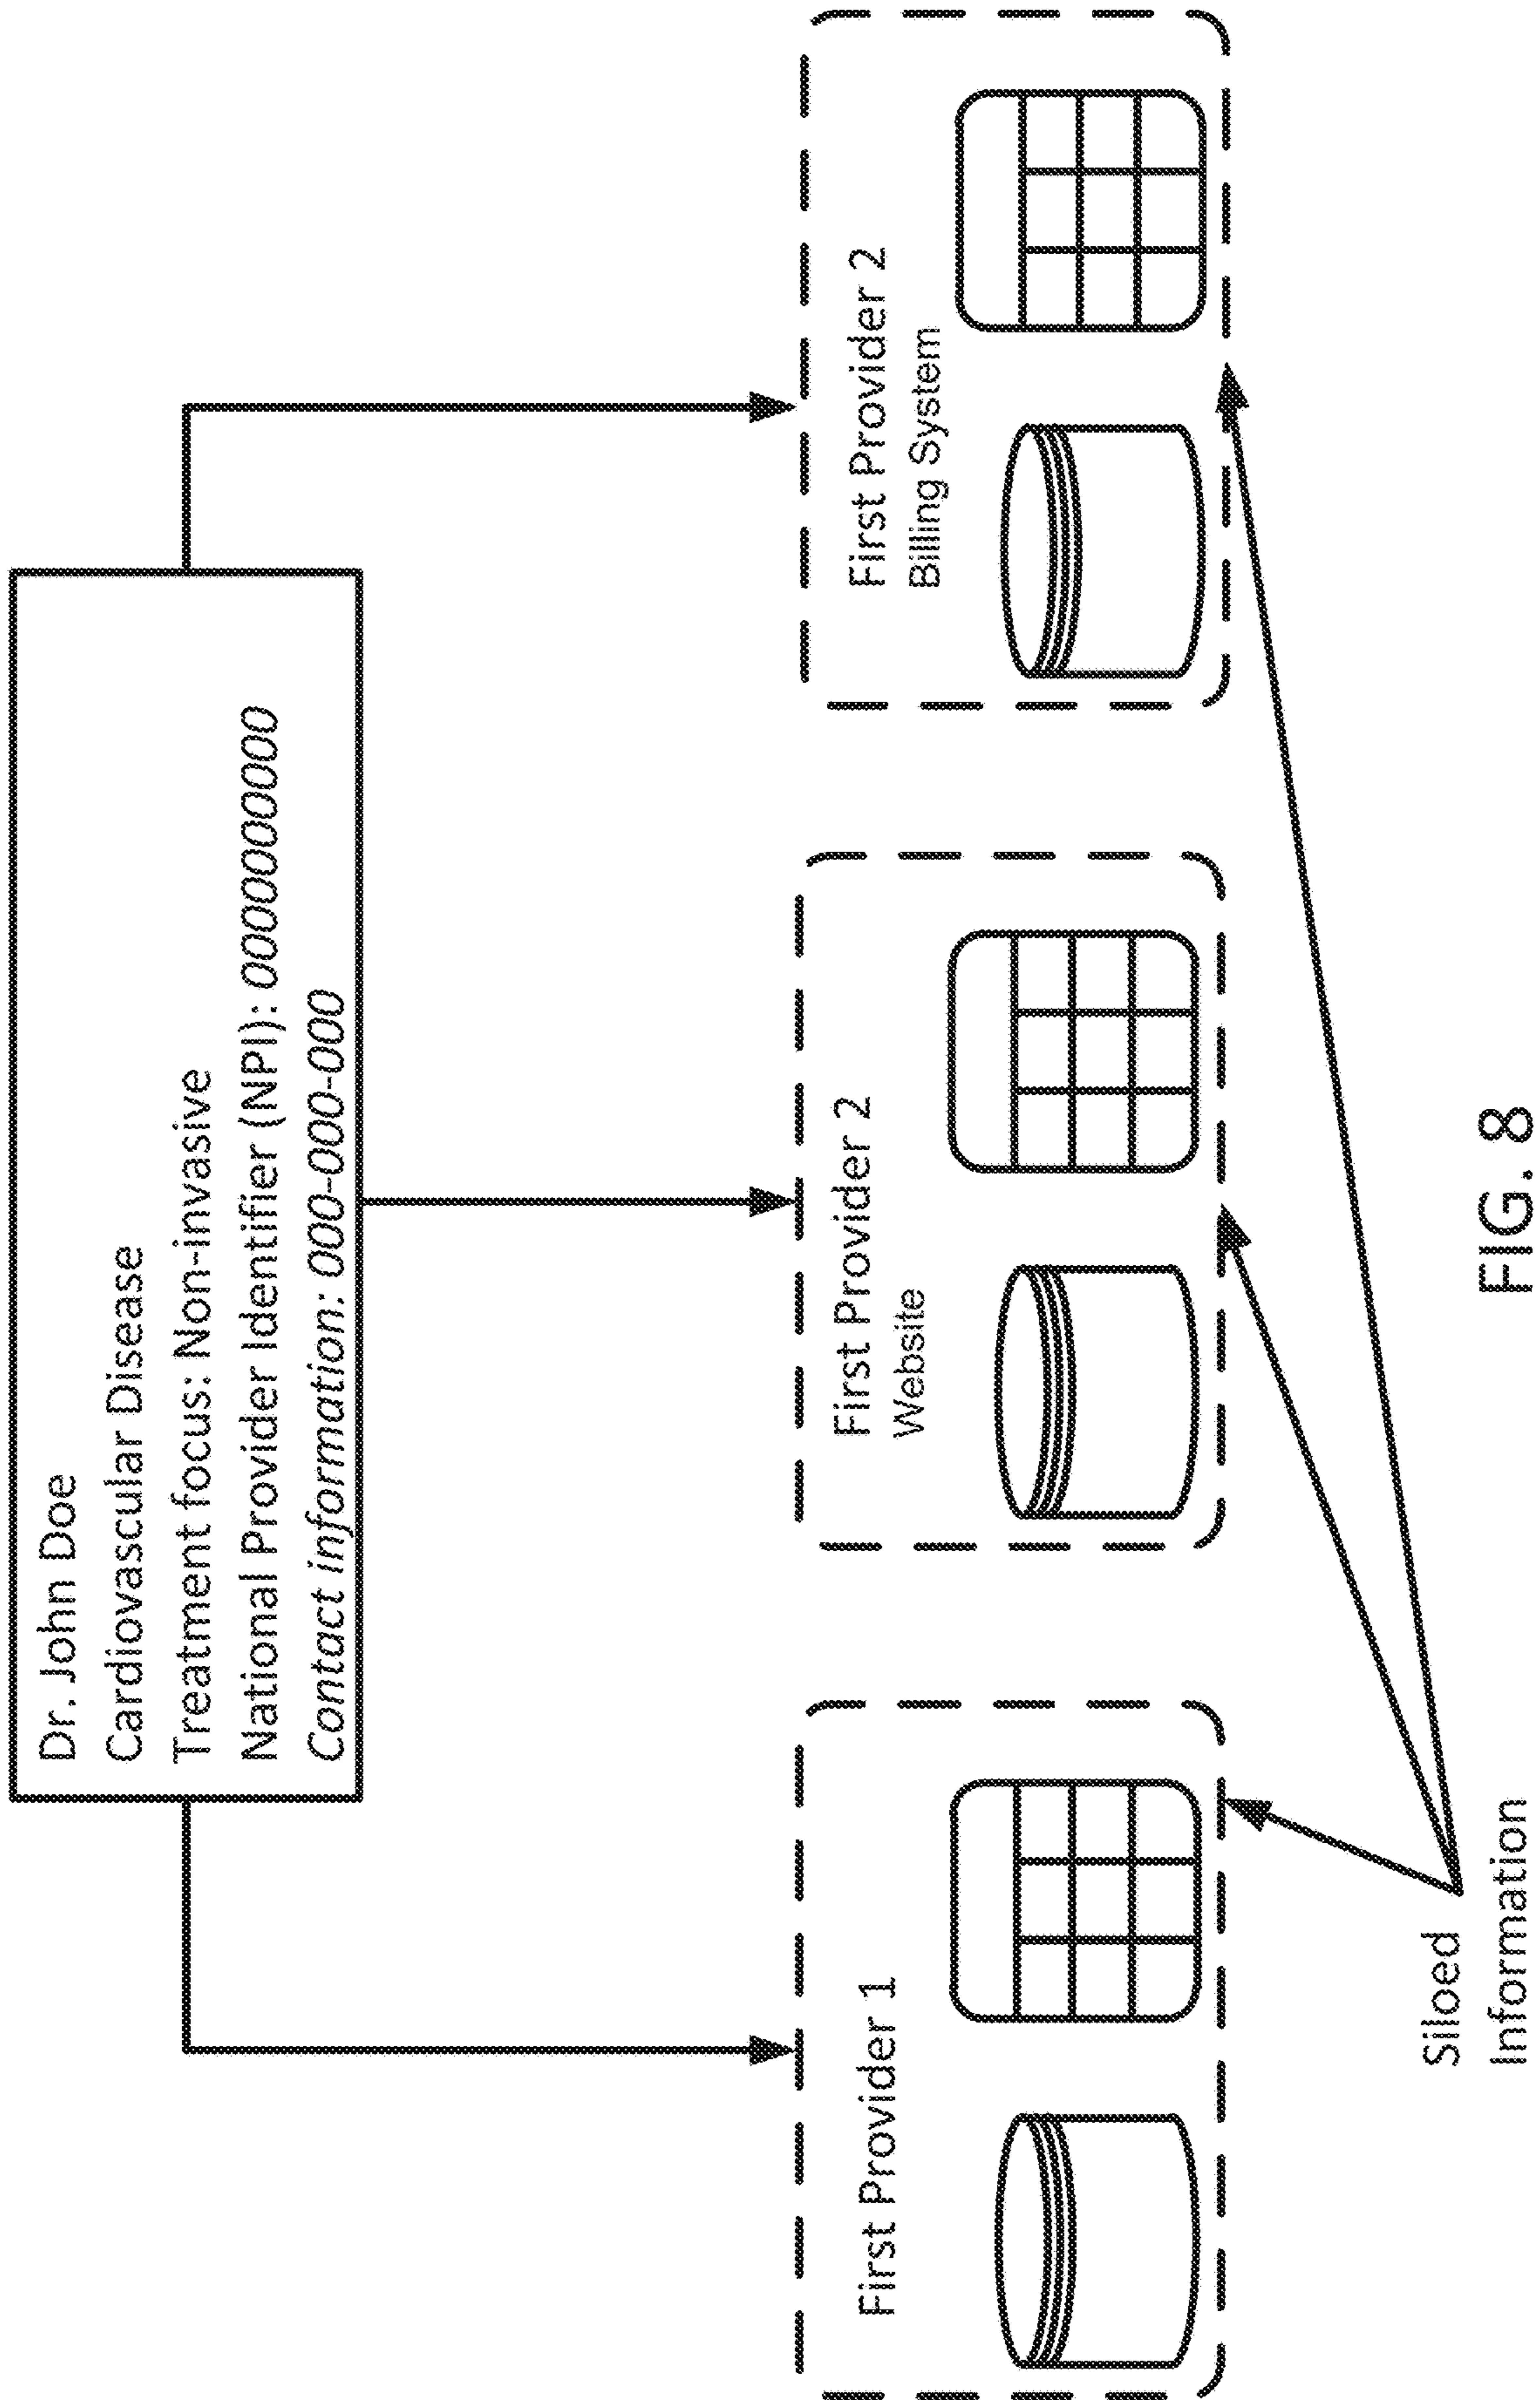 Dr. John Doe
Cardiovascular Disease
Treatment focus: Non-invasive
National Provider Identifier (NPI): 0000000000
Contact information: 000-000-000
First Provider 1
First Provider 2
Website
First Provider 2
Billing System
Siloed
Information
FIG. 8